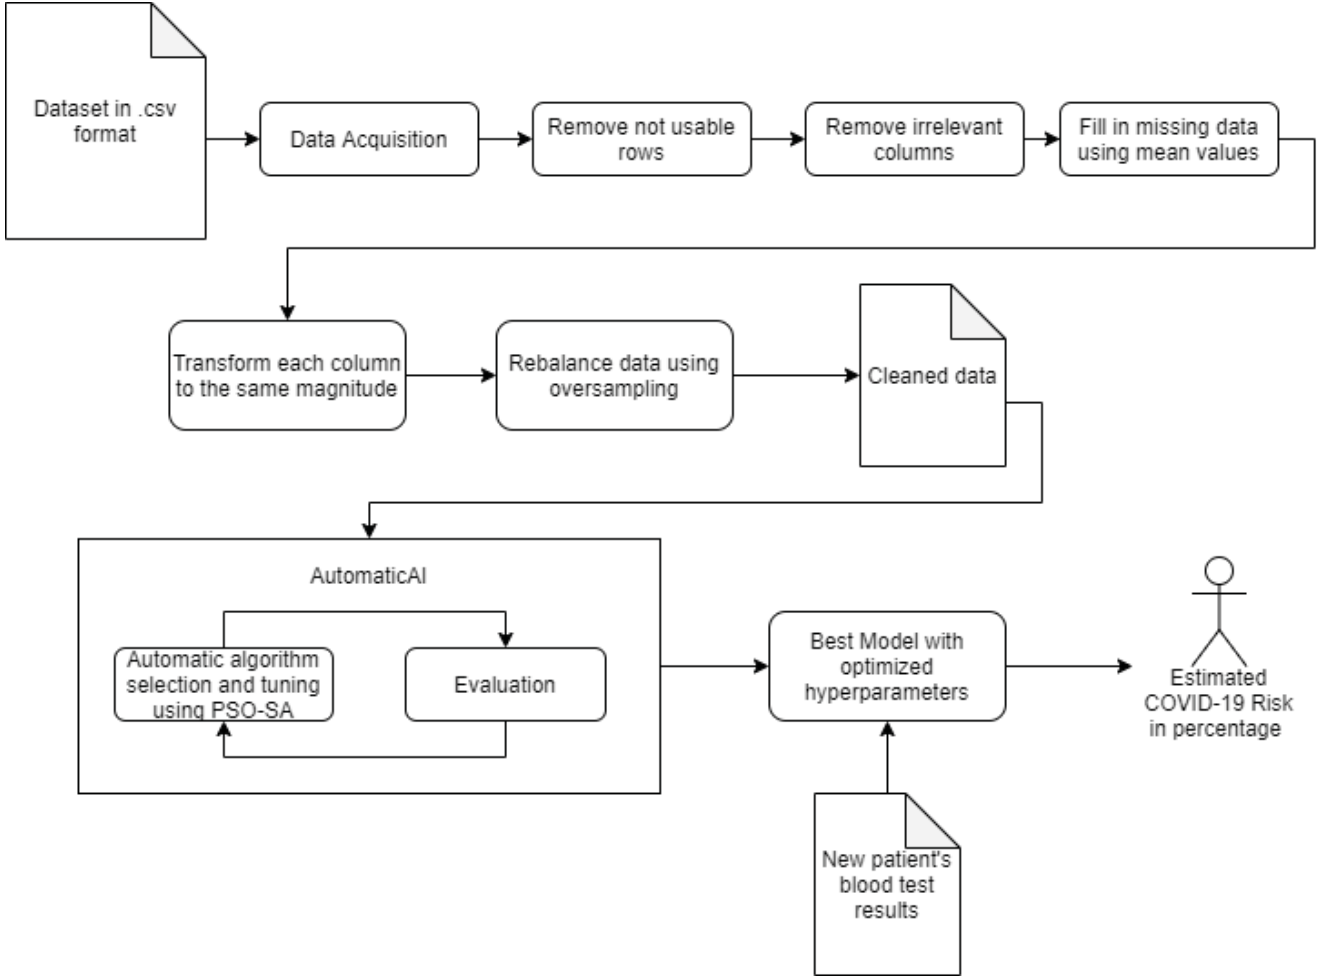 Dataset in .csv
format
Data Acquisition
Remove not usable
rows
Remove irrelevant
columns
Fill in missing data
using mean values
Transform each column
to the same magnitude
Rebalance data using
oversampling
Cleaned data
AutomaticAI
Automatic algorithm
selection and tuning
using PSO-SA
Evaluation
Best Model with
optimized
hyperparameters
Estimated
COVID-19 Risk
in percentage
New patient's
blood test
results